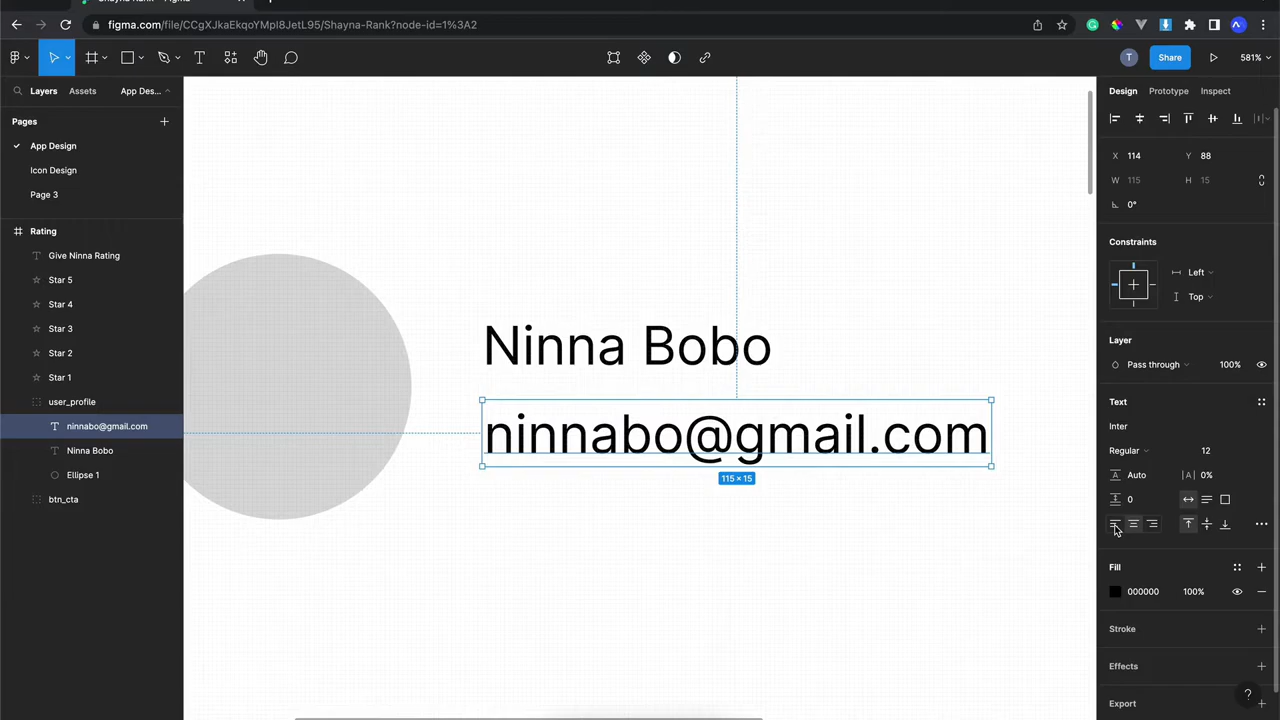 figma.com/file/CCgXJkaEkqoYMpI8JetL95/Shayna-Rank?node-id=1%3A2
T
Share
581%
Layers
Assets
App Des...
Design
Prototype
Inspect
Pages
App Design
Icon Design
Page 3
X 114
Y 88
W 115
H 15
0°
Rating
Give Ninna Rating
Star 5
Star 4
Star 3
Star 2
Star 1
user_profile
ninnabo@gmail.com
Ninna Bobo
Ellipse 1
btn_cta
Ninna Bobo
ninnabo@gmail.com
115 × 15
Constraints
Left
Top
Layer
Pass through
100%
Text
Inter
Regular
12
Auto
0%
0
Fill
000000
100%
Stroke
Effects
Export
?